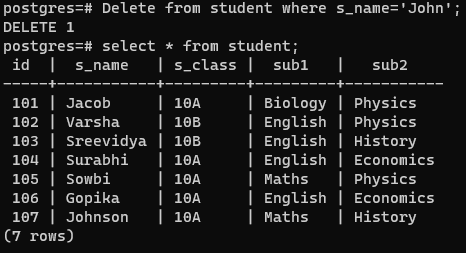 postgres=# Delete from student where s_name='John';
DELETE 1
postgres=# select * from student;
 id  |  s_name   | s_class |  sub1   |   sub2
-----+-----------+---------+---------+-----------
 101 | Jacob     | 10A     | Biology | Physics
 102 | Varsha    | 10B     | English | Physics
 103 | Sreevidya | 10B     | English | History
 104 | Surabhi   | 10A     | English | Economics
 105 | Sowbi     | 10A     | Maths   | Physics
 106 | Gopika    | 10A     | English | Economics
 107 | Johnson   | 10A     | Maths   | History
(7 rows)